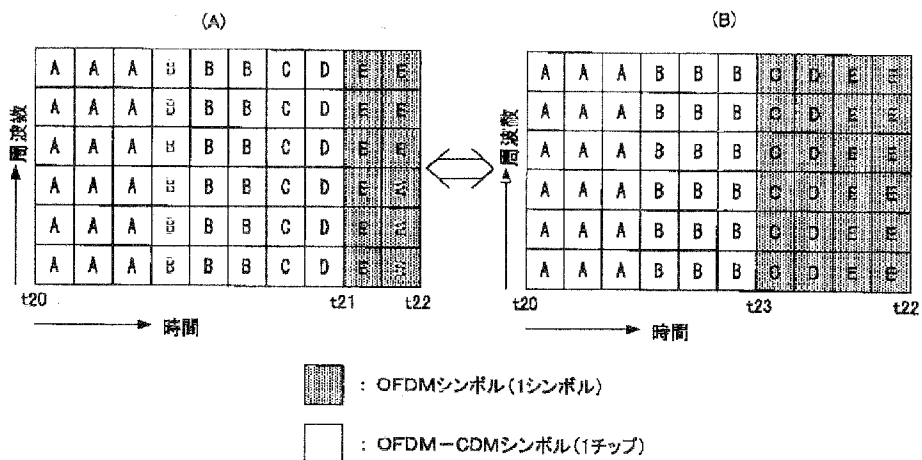 (A)
周波数
A A A B B B C D E E
A A A B B B C D E E
A A A B B B C D E E
A A A B B B C D E
A A A B B B C D E
A A A B B B C D E
t20 t21 t22
時間
(B)
周波数
A A A B B B C D E
A A A B B B C D E
A A A B B B C D E
A A A B B B C D E
A A A B B B C D E E
A A A B B B C D E E
t20 t23 t22
時間
: OFDMシンボル(1シンボル)
: OFDM－CDMシンボル(1チップ)